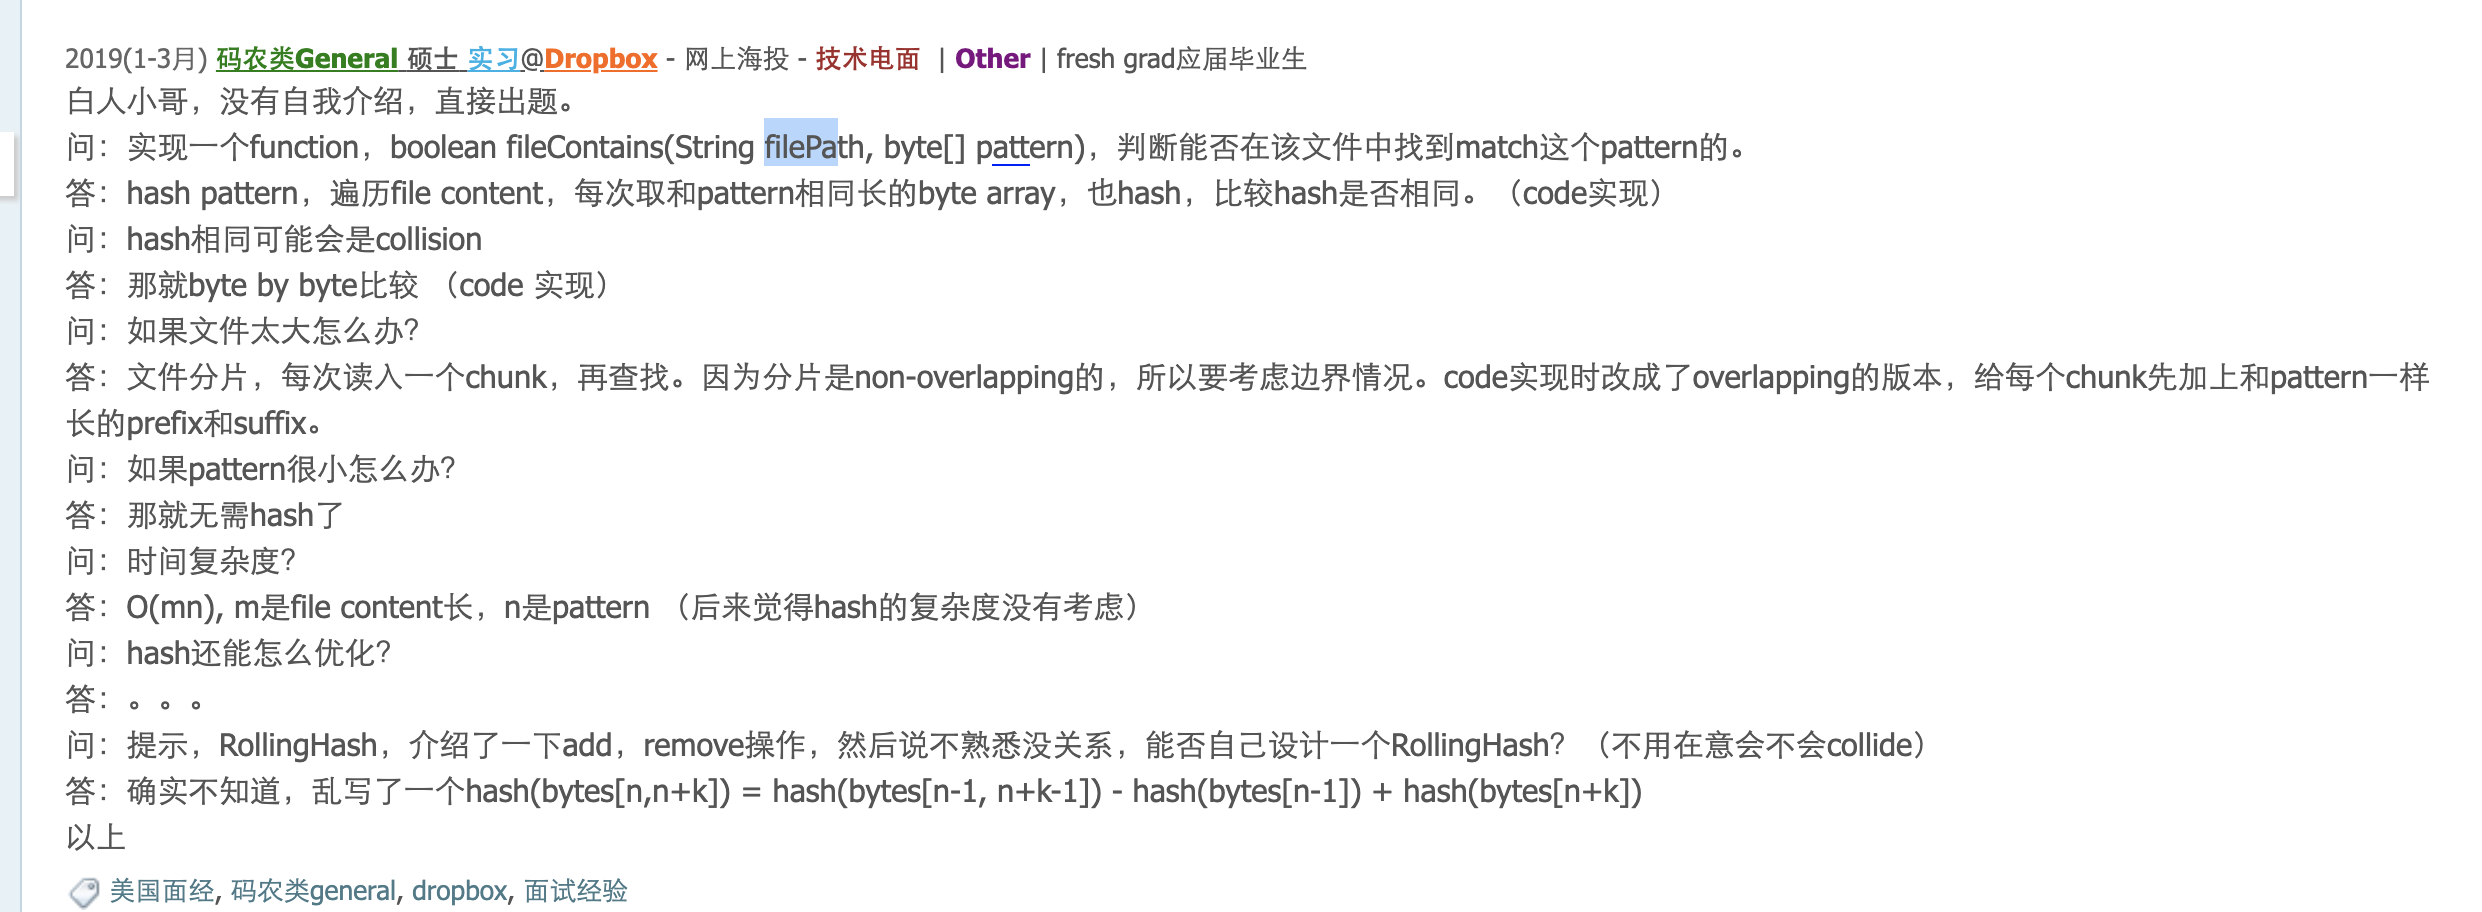 2019(1-3月) 码农类General 硕士 实习@Dropbox - 网上海投 - 技术电面 | Other | fresh grad应届毕业生
白人小哥，没有自我介绍，直接出题。
问：实现一个function，boolean fileContains(String filePath, byte[] pattern)，判断能否在该文件中找到match这个pattern的。
答：hash pattern，遍历file content，每次取和pattern相同长的byte array，也hash，比较hash是否相同。（code实现）
问：hash相同可能会是collision
答：那就byte by byte比较 （code 实现）
问：如果文件太大怎么办？
答：文件分片，每次读入一个chunk，再查找。因为分片是non-overlapping的，所以要考虑边界情况。code实现时改成了overlapping的版本，给每个chunk先加上和pattern一样
长的prefix和suffix。
问：如果pattern很小怎么办？
答：那就无需hash了
问：时间复杂度？
答：O(mn), m是file content长，n是pattern （后来觉得hash的复杂度没有考虑）
问：hash还能怎么优化？
答：。。。
问：提示，RollingHash，介绍了一下add，remove操作，然后说不熟悉没关系，能否自己设计一个RollingHash？（不用在意会不会collide）
答：确实不知道，乱写了一个hash(bytes[n,n+k]) = hash(bytes[n-1, n+k-1]) - hash(bytes[n-1]) + hash(bytes[n+k])
以上
美国面经, 码农类general, dropbox, 面试经验